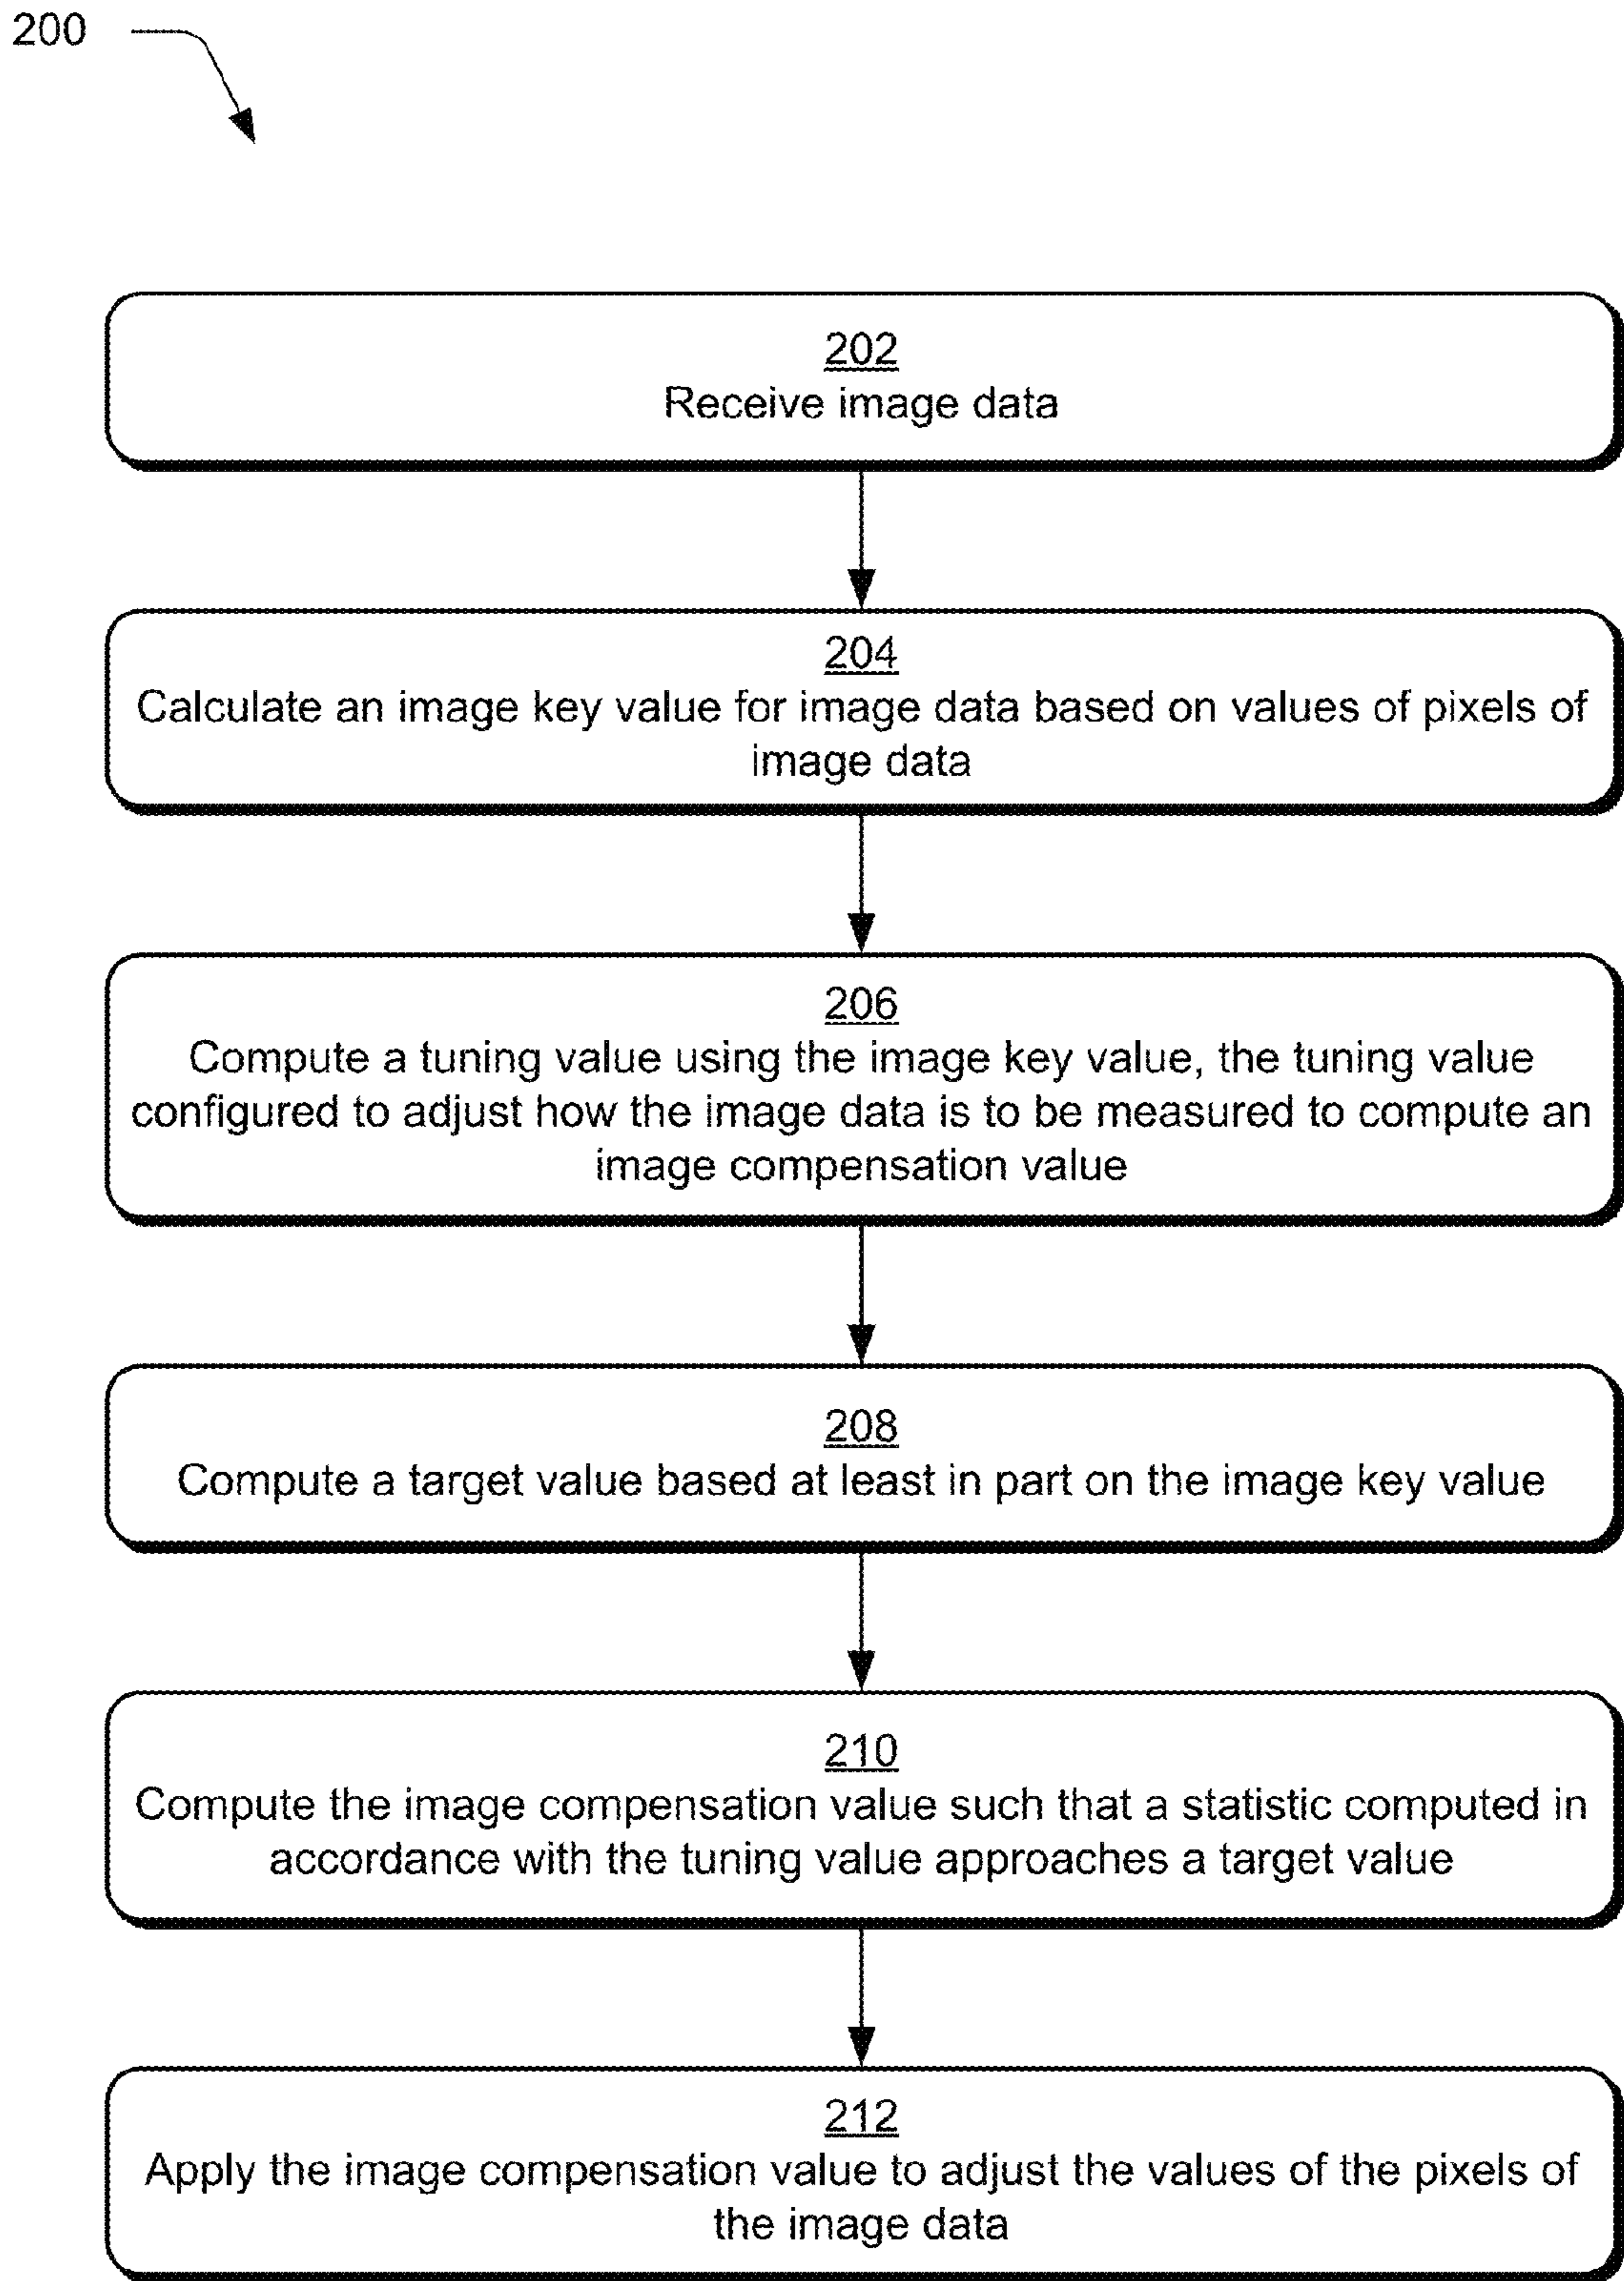 200
202
Receive image data
204
Calculate an image key value for image data based on values of pixels of
image data
206
Compute a tuning value using the image key value, the tuning value
configured to adjust how the image data is to be measured to compute an
image compensation value
208
Compute a target value based at least in part on the image key value
210
Compute the image compensation value such that a statistic computed in
accordance with the tuning value approaches a target value
212
Apply the image compensation value to adjust the values of the pixels of
the image data